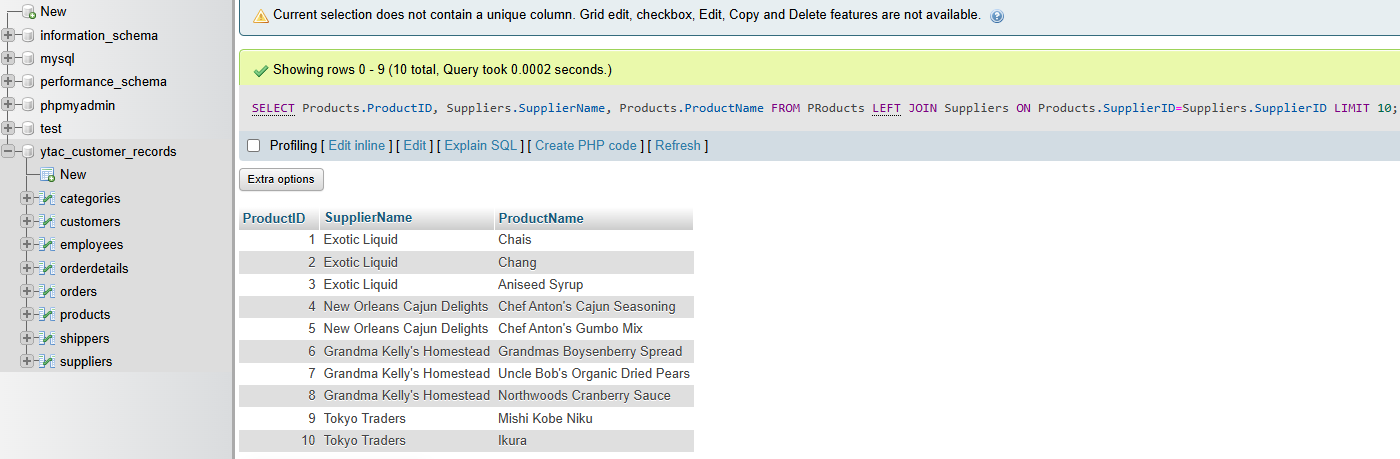 New
information_schema
mysql
performance_schema
phpmyadmin
test
ytac_customer_records
New
categories
customers
employees
orderdetails
orders
products
shippers
suppliers
Current selection does not contain a unique column. Grid edit, checkbox, Edit, Copy and Delete features are not available.
Showing rows 0 - 9 (10 total, Query took 0.0002 seconds.)
SELECT Products.ProductID, Suppliers.SupplierName, Products.ProductName FROM PRoducts LEFT JOIN Suppliers ON Products.SupplierID=Suppliers.SupplierID LIMIT 10;
Profiling [ Edit inline ] [ Edit ] [ Explain SQL ] [ Create PHP code ] [ Refresh ]
Extra options
ProductID SupplierName ProductName
1 Exotic Liquid Chais
2 Exotic Liquid Chang
3 Exotic Liquid Aniseed Syrup
4 New Orleans Cajun Delights Chef Anton's Cajun Seasoning
5 New Orleans Cajun Delights Chef Anton's Gumbo Mix
6 Grandma Kelly's Homestead Grandmas Boysenberry Spread
7 Grandma Kelly's Homestead Uncle Bob's Organic Dried Pears
8 Grandma Kelly's Homestead Northwoods Cranberry Sauce
9 Tokyo Traders Mishi Kobe Niku
10 Tokyo Traders Ikura